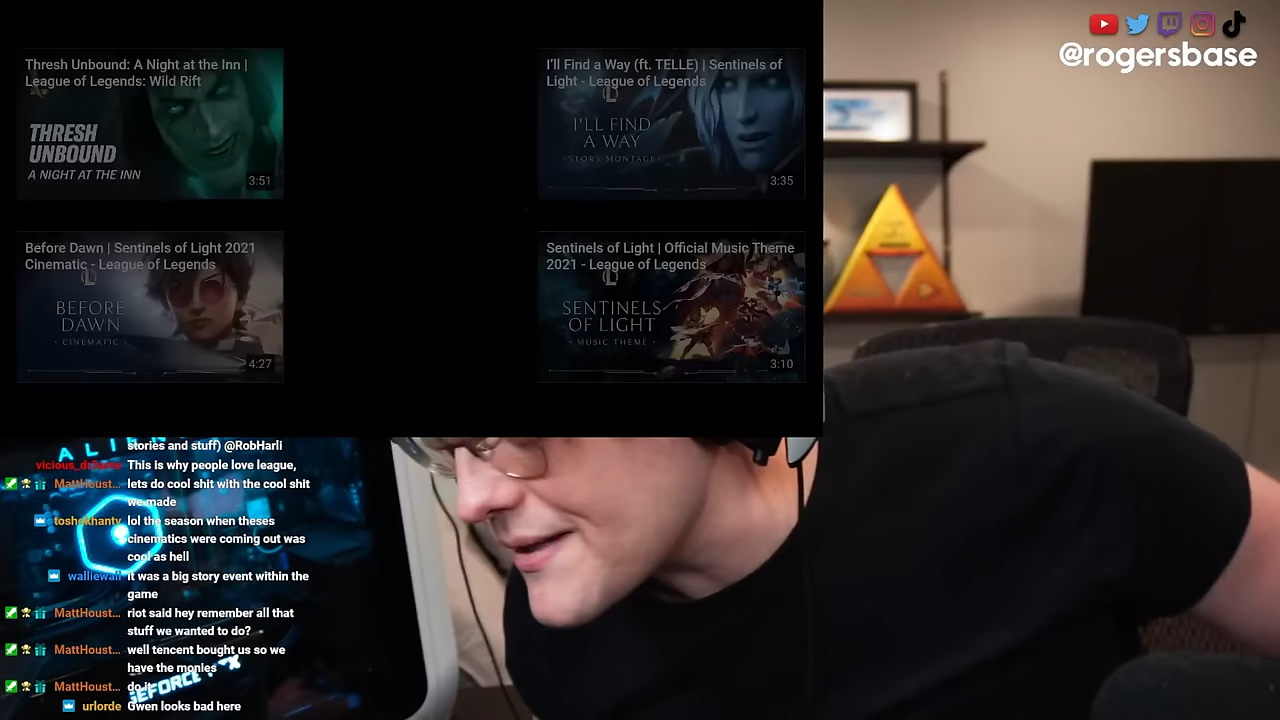 @rogersbase
Thresh Unbound: A Night at the Inn |
League of Legends: Wild Rift
THRESH
UNBOUND
A NIGHT AT THE INN
3:51
I'll Find a Way (ft. TELLE) | Sentinels of
Light - League of Legends
I'LL FIND
A WAY
· STORY MONTAGE ·
3:35
Before Dawn | Sentinels of Light 2021
Cinematic - League of Legends
BEFORE
DAWN
· CINEMATIC ·
4:27
Sentinels of Light | Official Music Theme
2021 - League of Legends
SENTINELS
OF LIGHT
· MUSIC THEME ·
3:10
stories and stuff) @RobHarli
This is why people love league,
MattHoust... lets do cool shit with the cool shit
we made
toshekhanty lol the season when theses
cinematics were coming out was
cool as hell
walliewall it was a big story event within the
game
MattHoust... riot said hey remember all that
stuff we wanted to do?
MattHoust... well tencent bought us so we
have the monies
MattHoust... do it
urlorde Gwen looks bad here
GEFORCE